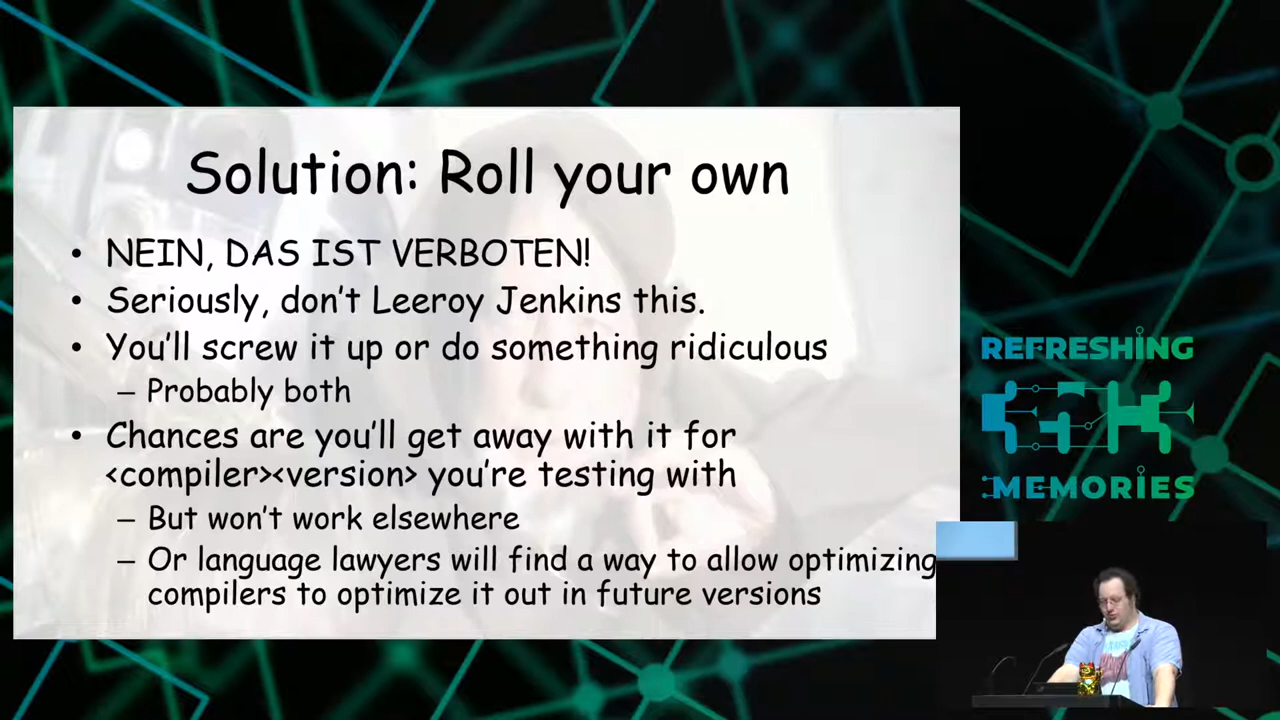 Solution: Roll your own
• NEIN, DAS IST VERBOTEN!
• Seriously, don't Leeroy Jenkins this.
• You'll screw it up or do something ridiculous
– Probably both
• Chances are you'll get away with it for
<compiler><version> you're testing with
– But won't work elsewhere
– Or language lawyers will find a way to allow optimizing
compilers to optimize it out in future versions
REFRESHING
MEMORIES